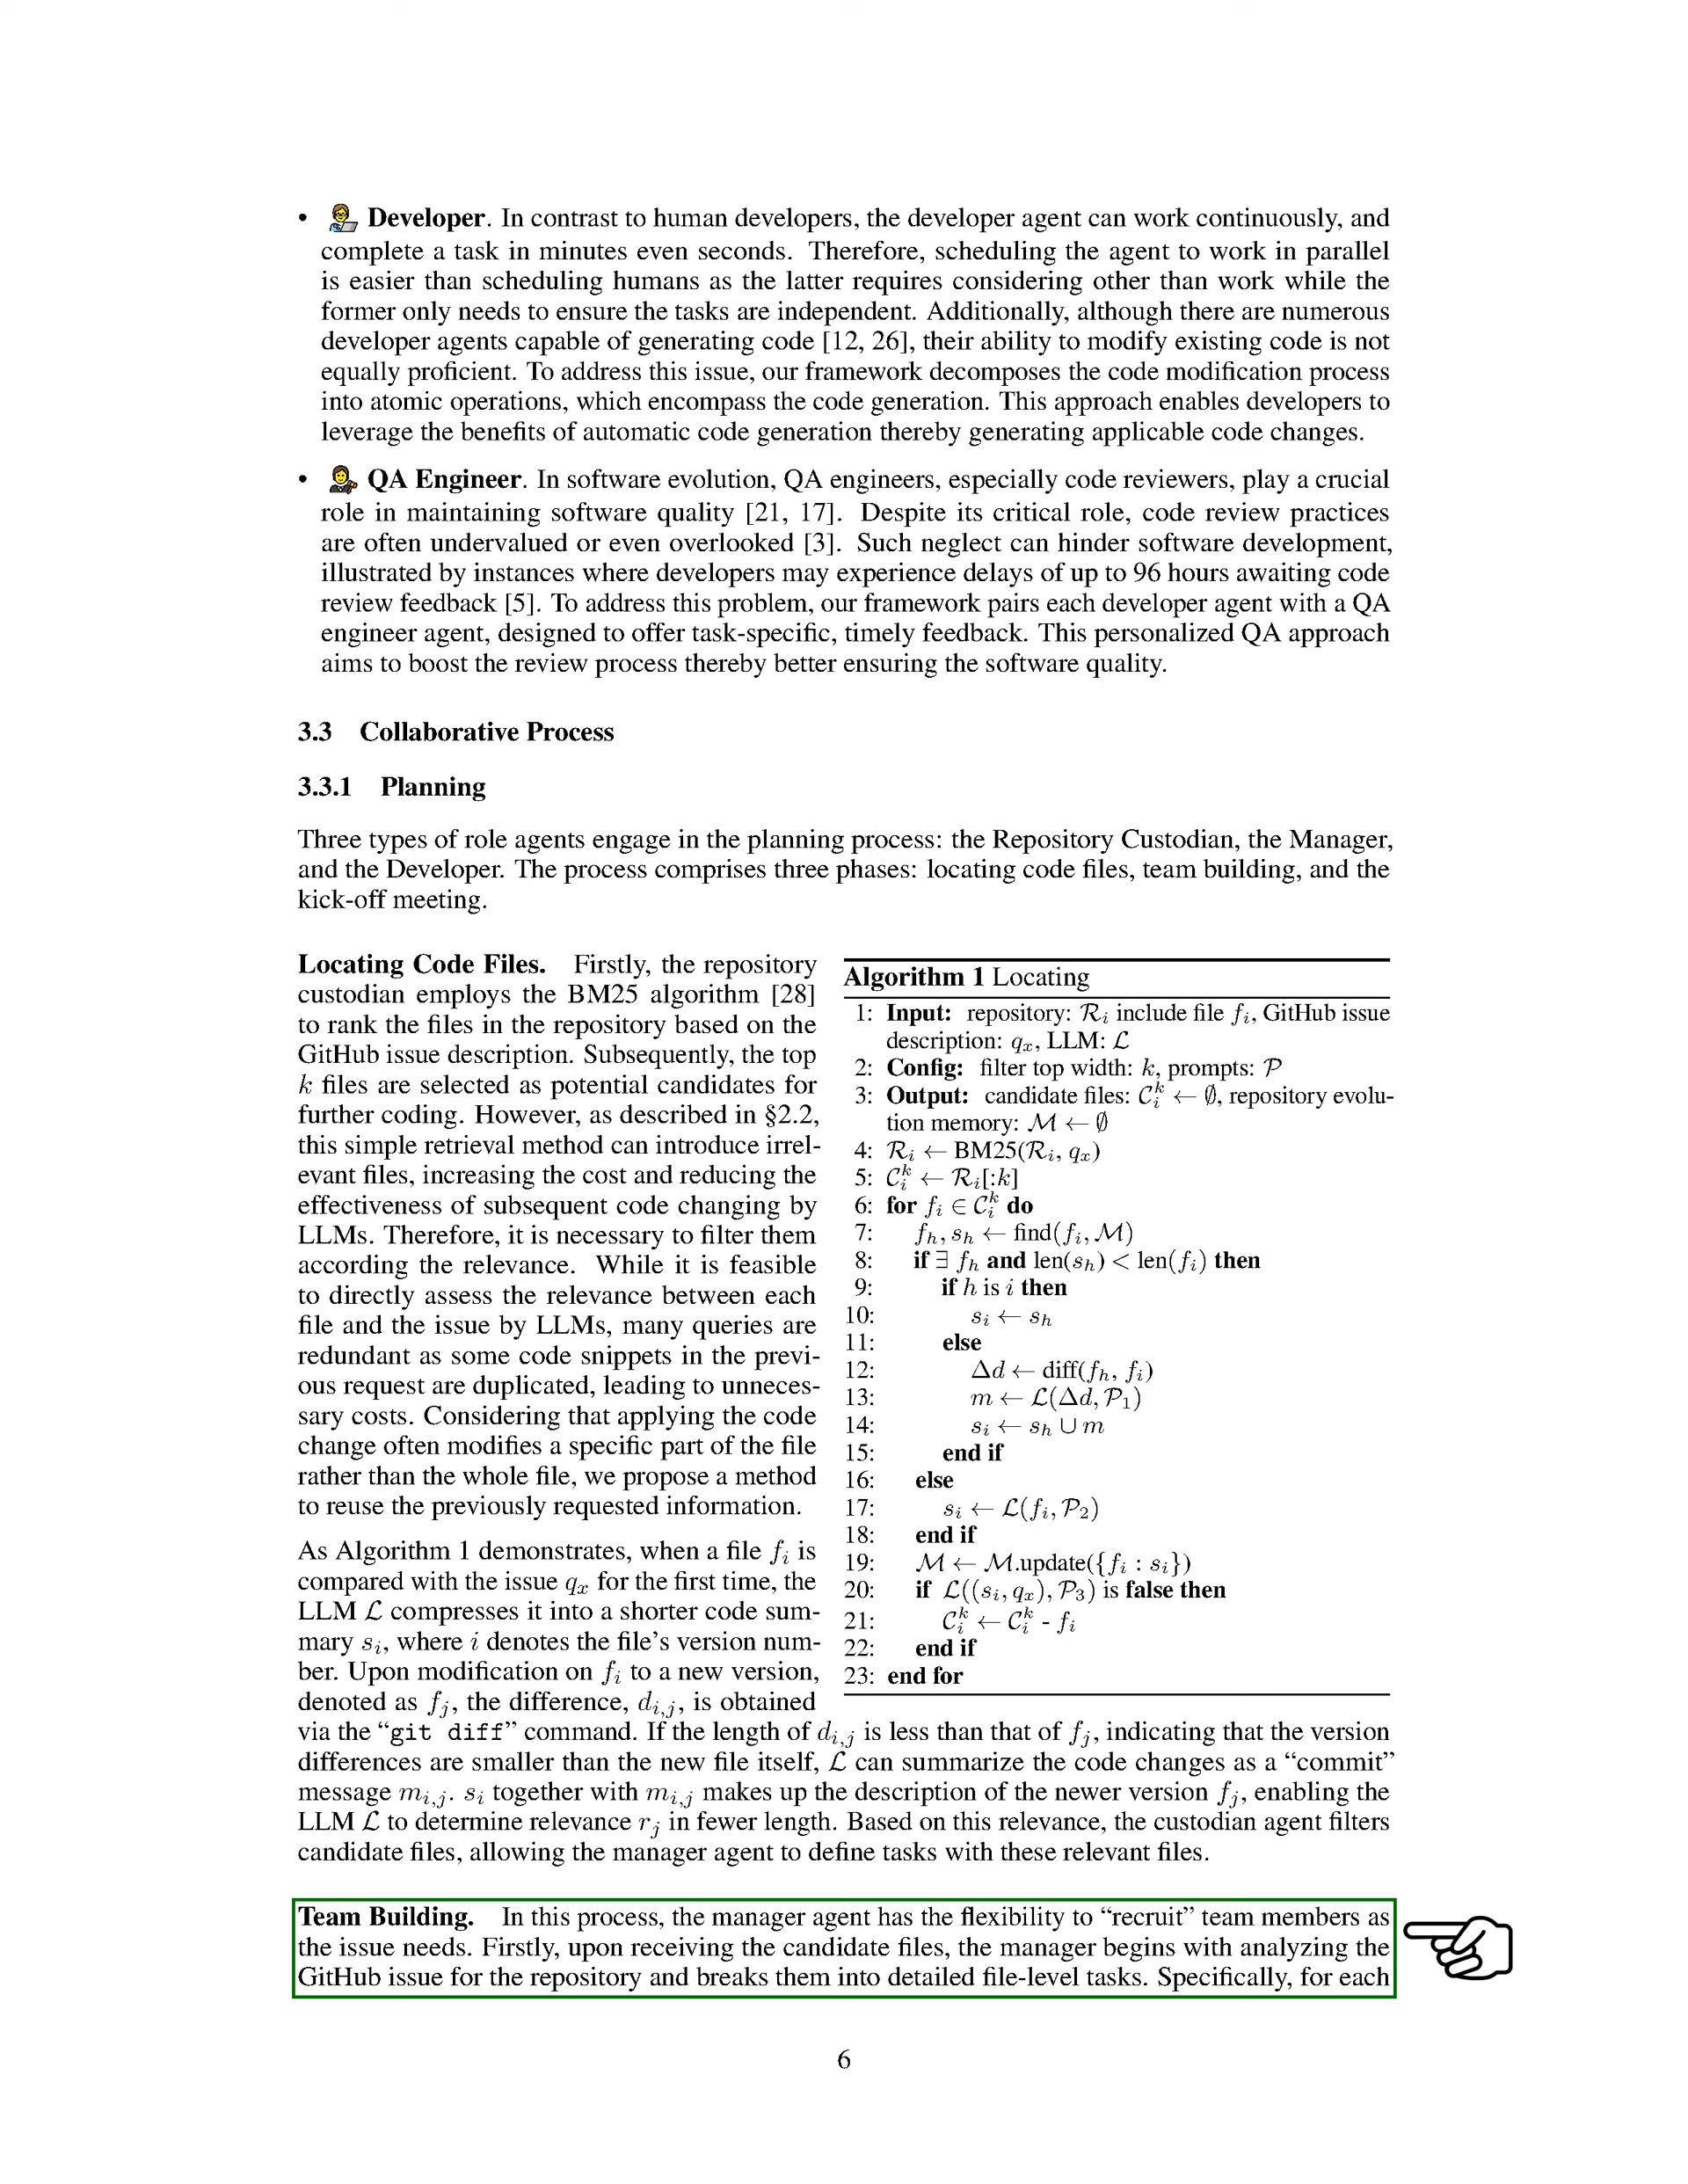 • Developer. In contrast to human developers, the developer agent can work continuously, and
complete a task in minutes even seconds. Therefore, scheduling the agent to work in parallel
is easier than scheduling humans as the latter requires considering other than work while the
former only needs to ensure the tasks are independent. Additionally, although there are numerous
developer agents capable of generating code [12, 26], their ability to modify existing code is not
equally proficient. To address this issue, our framework decomposes the code modification process
into atomic operations, which encompass the code generation. This approach enables developers to
leverage the benefits of automatic code generation thereby generating applicable code changes.
• QA Engineer. In software evolution, QA engineers, especially code reviewers, play a crucial
role in maintaining software quality [21, 17]. Despite its critical role, code review practices
are often undervalued or even overlooked [3]. Such neglect can hinder software development,
illustrated by instances where developers may experience delays of up to 96 hours awaiting code
review feedback [5]. To address this problem, our framework pairs each developer agent with a QA
engineer agent, designed to offer task-specific, timely feedback. This personalized QA approach
aims to boost the review process thereby better ensuring the software quality.
3.3 Collaborative Process
3.3.1 Planning
Three types of role agents engage in the planning process: the Repository Custodian, the Manager,
and the Developer. The process comprises three phases: locating code files, team building, and the
kick-off meeting.
Locating Code Files. Firstly, the repository
custodian employs the BM25 algorithm [28]
to rank the files in the repository based on the
GitHub issue description. Subsequently, the top
k files are selected as potential candidates for
further coding. However, as described in §2.2,
this simple retrieval method can introduce irrel-
evant files, increasing the cost and reducing the
effectiveness of subsequent code changing by
LLMs. Therefore, it is necessary to filter them
according the relevance. While it is feasible
to directly assess the relevance between each
file and the issue by LLMs, many queries are
redundant as some code snippets in the previ-
ous request are duplicated, leading to unneces-
sary costs. Considering that applying the code
change often modifies a specific part of the file
rather than the whole file, we propose a method
to reuse the previously requested information.
As Algorithm 1 demonstrates, when a file f_i is
compared with the issue q_x for the first time, the
LLM ℒ compresses it into a shorter code sum-
mary s_i, where i denotes the file's version num-
ber. Upon modification on f_i to a new version,
denoted as f_j, the difference, d_{i,j}, is obtained
via the “git diff” command. If the length of d_{i,j} is less than that of f_j, indicating that the version
differences are smaller than the new file itself, ℒ can summarize the code changes as a “commit”
message m_{i,j}. s_i together with m_{i,j} makes up the description of the newer version f_j, enabling the
LLM ℒ to determine relevance r_j in fewer length. Based on this relevance, the custodian agent filters
candidate files, allowing the manager agent to define tasks with these relevant files.
Algorithm 1 Locating
1: Input: repository: ℛ_i include file f_i, GitHub issue
description: q_x, LLM: ℒ
2: Config: filter top width: k, prompts: 𝒫
3: Output: candidate files: 𝒞_i^k ← ∅, repository evolu-
tion memory: ℳ ← ∅
4: ℛ_i ← BM25(ℛ_i, q_x)
5: 𝒞_i^k ← ℛ_i[:k]
6: for f_i ∈ 𝒞_i^k do
7: f_h, s_h ← find(f_i, ℳ)
8: if ∃ f_h and len(s_h) < len(f_i) then
9: if h is i then
10: s_i ← s_h
11: else
12: Δd ← diff(f_h, f_i)
13: m ← ℒ(Δd, 𝒫_1)
14: s_i ← s_h ∪ m
15: end if
16: else
17: s_i ← ℒ(f_i, 𝒫_2)
18: end if
19: ℳ ← ℳ.update({f_i : s_i})
20: if ℒ((s_i, q_x), 𝒫_3) is false then
21: 𝒞_i^k ← 𝒞_i^k - f_i
22: end if
23: end for
Team Building. In this process, the manager agent has the flexibility to “recruit” team members as
the issue needs. Firstly, upon receiving the candidate files, the manager begins with analyzing the
GitHub issue for the repository and breaks them into detailed file-level tasks. Specifically, for each
6